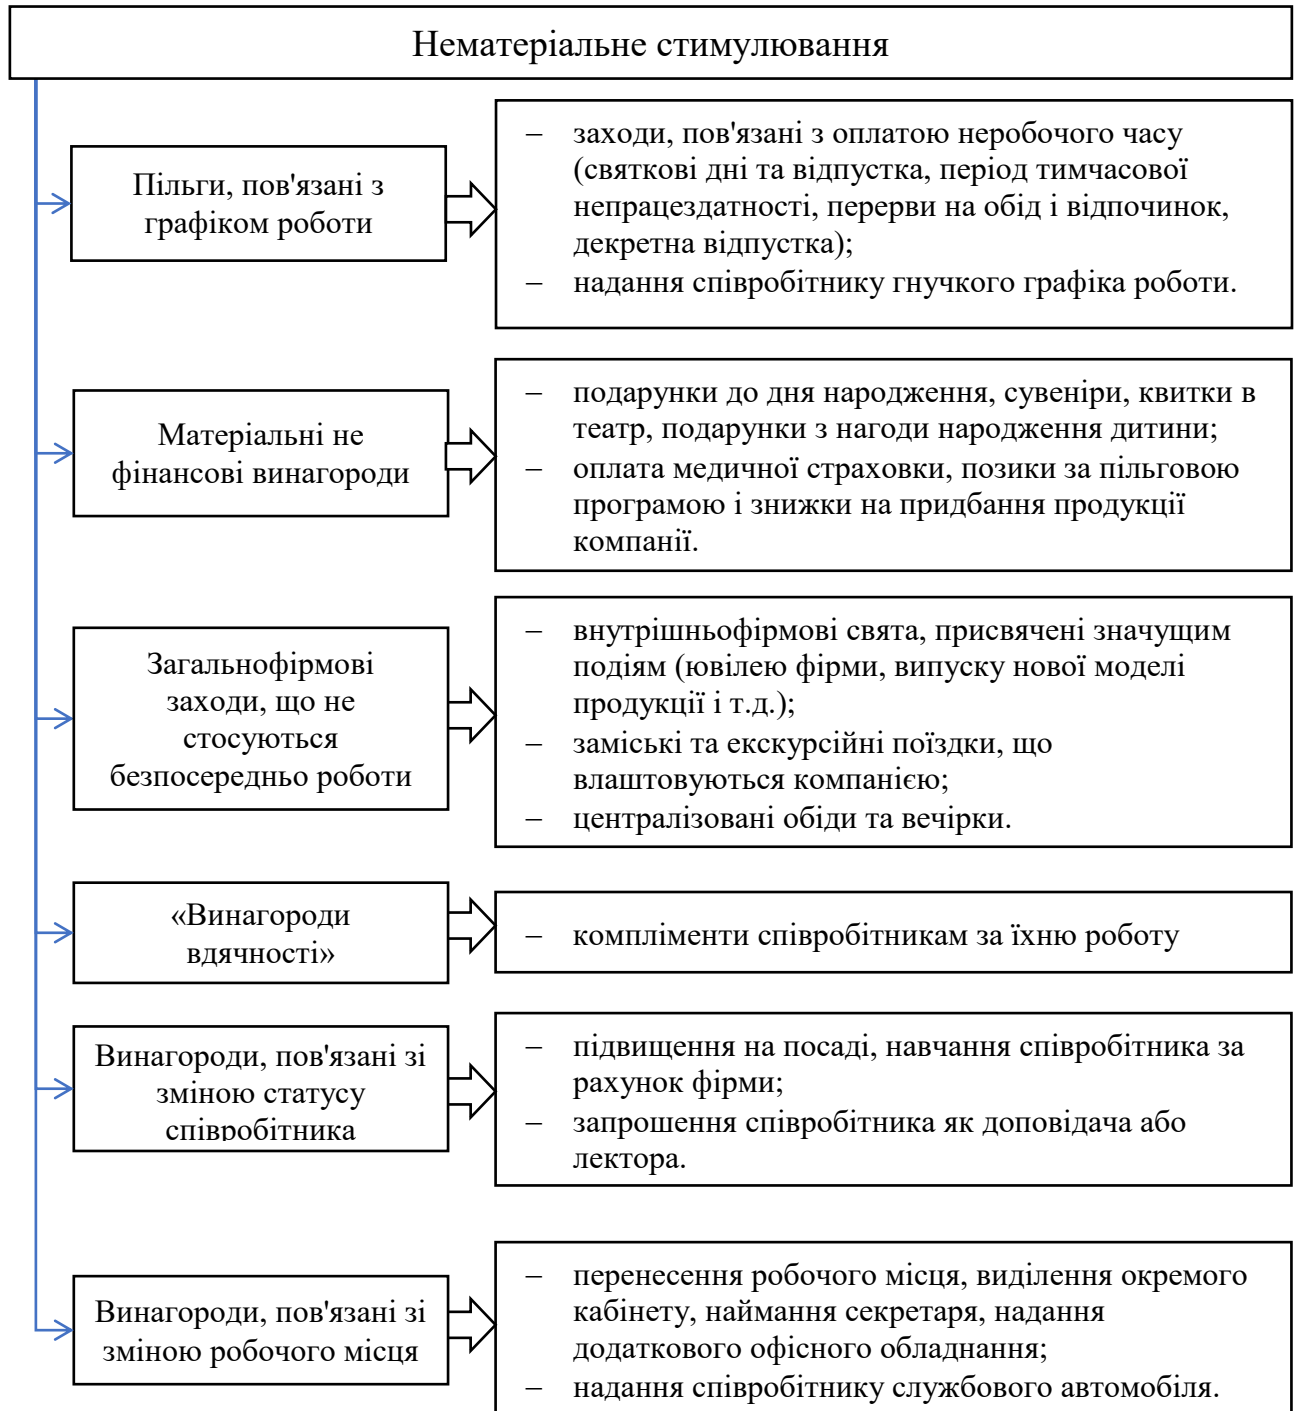 Нематеріальне стимулювання
Пільги, пов'язані з
графіком роботи
– заходи, пов'язані з оплатою неробочого часу
(святкові дні та відпустка, період тимчасової
непрацездатності, перерви на обід і відпочинок,
декретна відпустка);
– надання співробітнику гнучкого графіка роботи.
Матеріальні не
фінансові винагороди
– подарунки до дня народження, сувеніри, квитки в
театр, подарунки з нагоди народження дитини;
– оплата медичної страховки, позики за пільговою
програмою і знижки на придбання продукції
компанії.
Загальнофірмові
заходи, що не
стосуються
безпосередньо роботи
– внутрішньофірмові свята, присвячені значущим
подіям (ювілею фірми, випуску нової моделі
продукції і т.д.);
– заміські та екскурсійні поїздки, що
влаштовуються компанією;
– централізовані обіди та вечірки.
«Винагороди
вдячності»
– компліменти співробітникам за їхню роботу
Винагороди, пов'язані зі
зміною статусу
співробітника
– підвищення на посаді, навчання співробітника за
рахунок фірми;
– запрошення співробітника як доповідача або
лектора.
Винагороди, пов'язані зі
зміною робочого місця
– перенесення робочого місця, виділення окремого
кабінету, наймання секретаря, надання
додаткового офісного обладнання;
– надання співробітнику службового автомобіля.